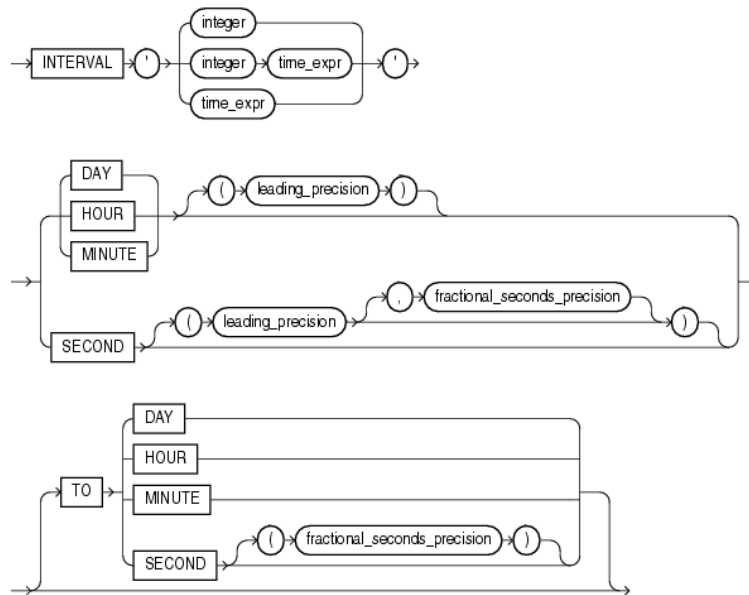 integer
INTERVAL ' integer time_expr '
time_expr
DAY ( leading_precision )
HOUR
MINUTE
, fractional_seconds_precision
SECOND ( leading_precision )
DAY
HOUR
TO MINUTE
SECOND ( fractional_seconds_precision )